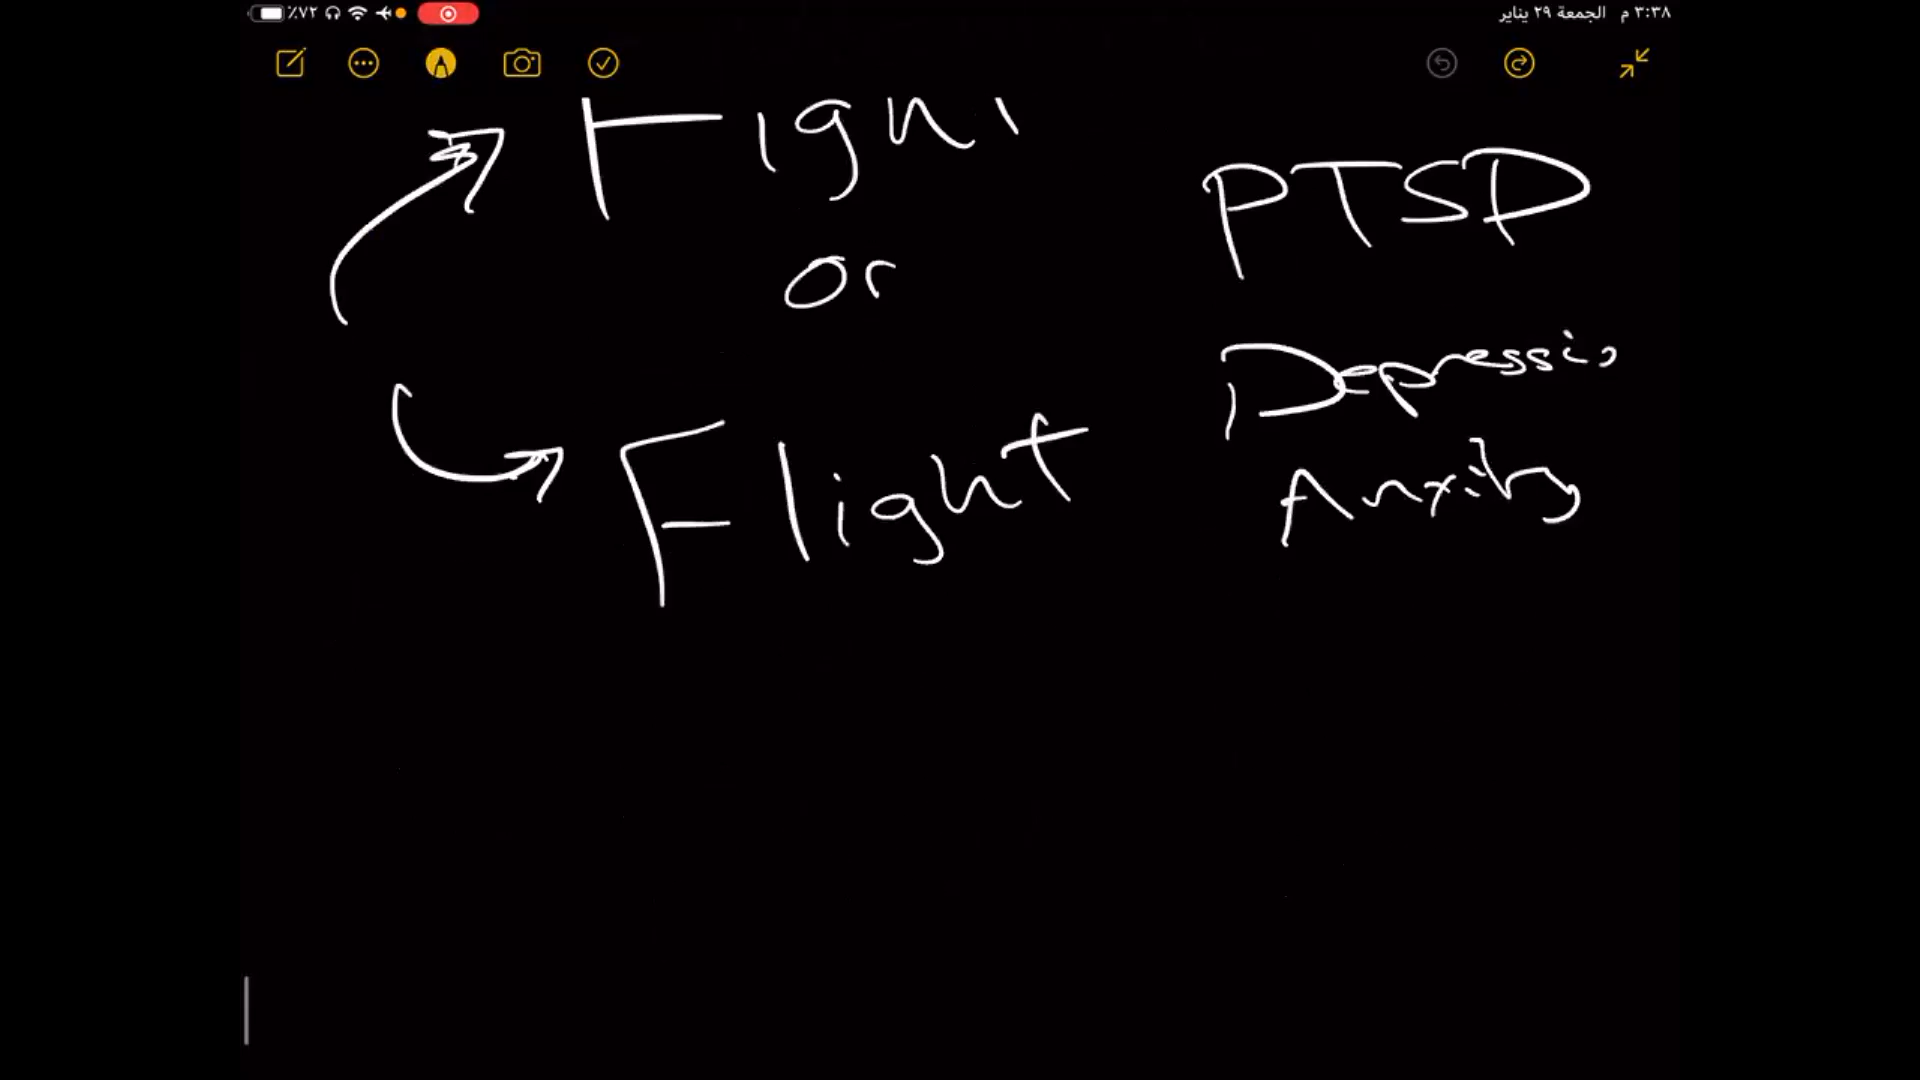 ٪٧٢
٣:٣٨ م الجمعة ٢٩ يناير
Fight
or
Flight
PTSD
Depressio
Anxity